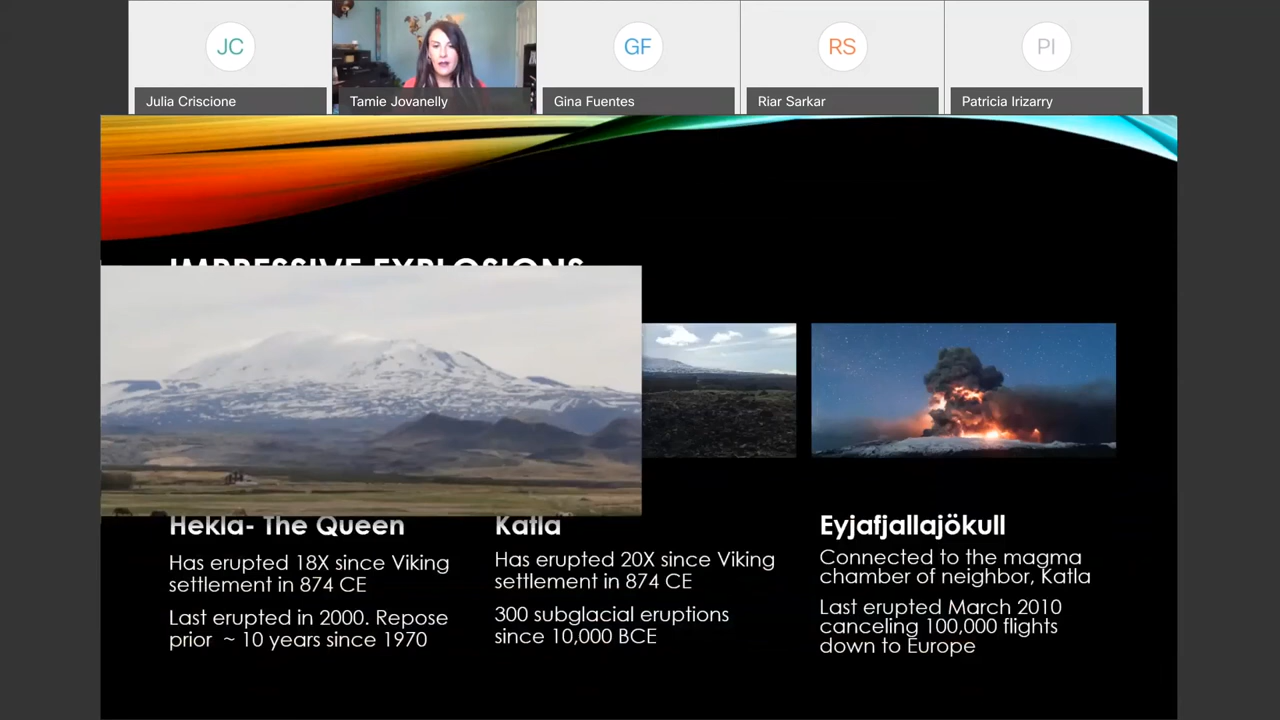 JC
GF
RS
PI
Julia Criscione
Tamie Jovanelly
Gina Fuentes
Riar Sarkar
Patricia Irizarry
IMPRESSIVE EXPLOSIONS
Hekla- The Queen
Has erupted 18X since Viking
settlement in 874 CE
Last erupted in 2000. Repose
prior ~ 10 years since 1970
Katla
Has erupted 20X since Viking
settlement in 874 CE
300 subglacial eruptions
since 10,000 BCE
Eyjafjallajökull
Connected to the magma
chamber of neighbor, Katla
Last erupted March 2010
canceling 100,000 flights
down to Europe